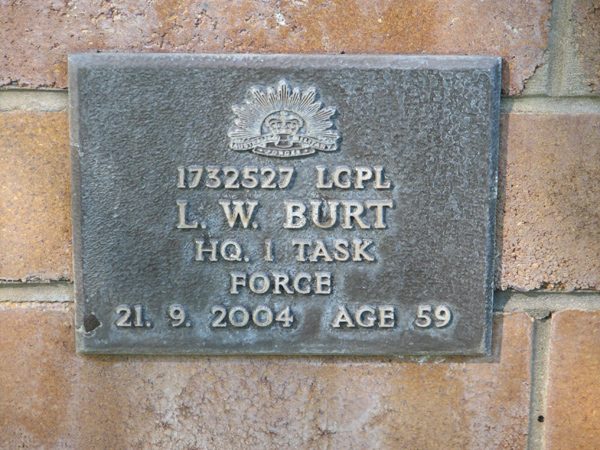 1732527 LCPL
L. W. BURT
HQ. 1 TASK
FORCE
21. 9. 2004 AGE 59